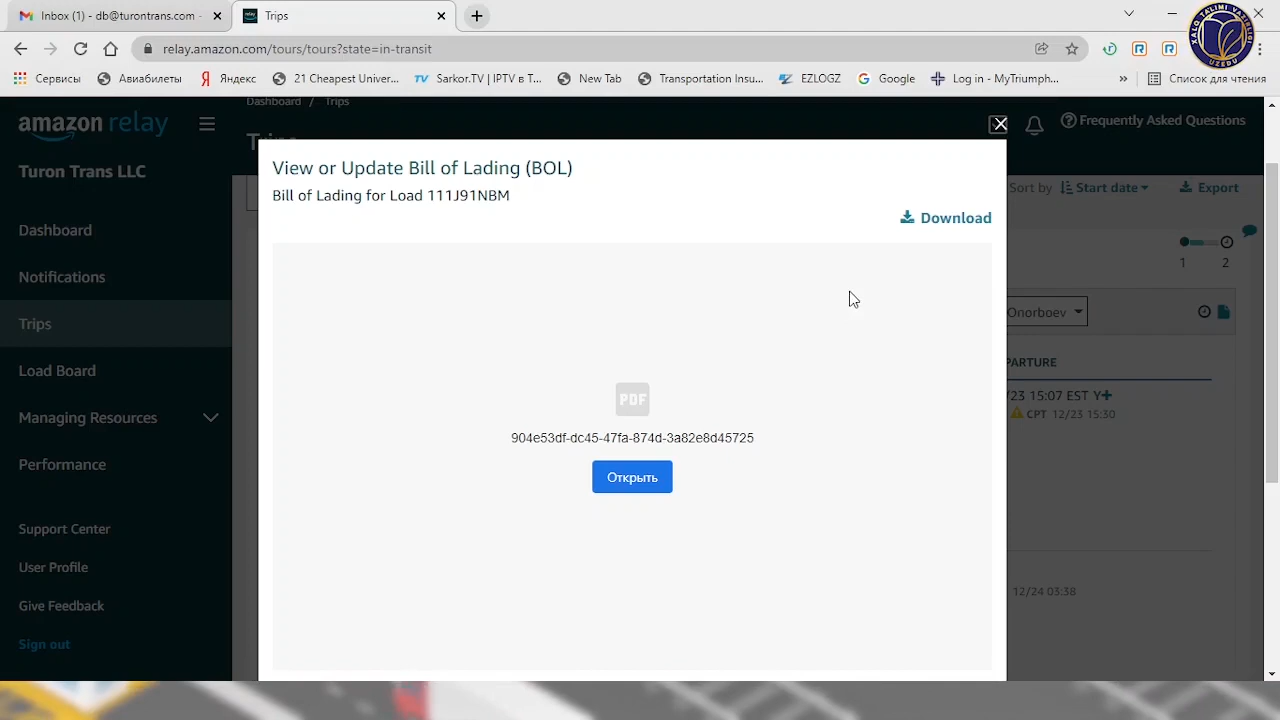 Inbox (1) - db@turontrans.com -
Trips
relay.amazon.com/tours/tours?state=in-transit
Сервисы
Авиабилеты
Яндекс
21 Cheapest Univer...
Sarkor.TV | IPTV в Т...
New Tab
Transportation Insu...
EZLOGZ
Google
Log in - MyTriumph...
»
Список для чтения
XALQ TALIMI VAZIRLIGI
UZEDU
amazon relay
Dashboard / Trips
Frequently Asked Questions
Turon Trans LLC
Dashboard
Notifications
Trips
Load Board
Managing Resources
Performance
Support Center
User Profile
Give Feedback
Sign out
View or Update Bill of Lading (BOL)
Bill of Lading for Load 111J91NBM
Download
PDF
904e53df-dc45-47fa-874d-3a82e8d45725
Открыть
Sort by Start date
Export
1 2
Onorboev
PARTURE
/23 15:07 EST Y+
CPT 12/23 15:30
12/24 03:38